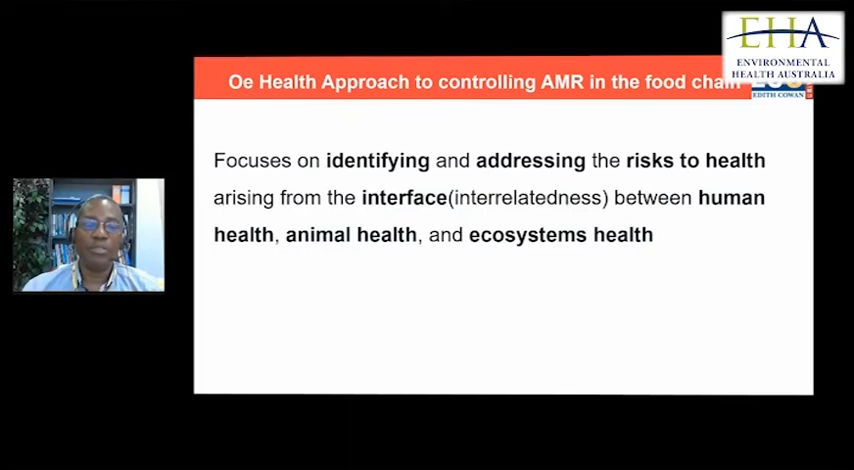 EHA
ENVIRONMENTAL
HEALTH AUSTRALIA
Oe Health Approach to controlling AMR in the food chain
EDITH COWAN
Focuses on identifying and addressing the risks to health
arising from the interface(interrelatedness) between human
health, animal health, and ecosystems health